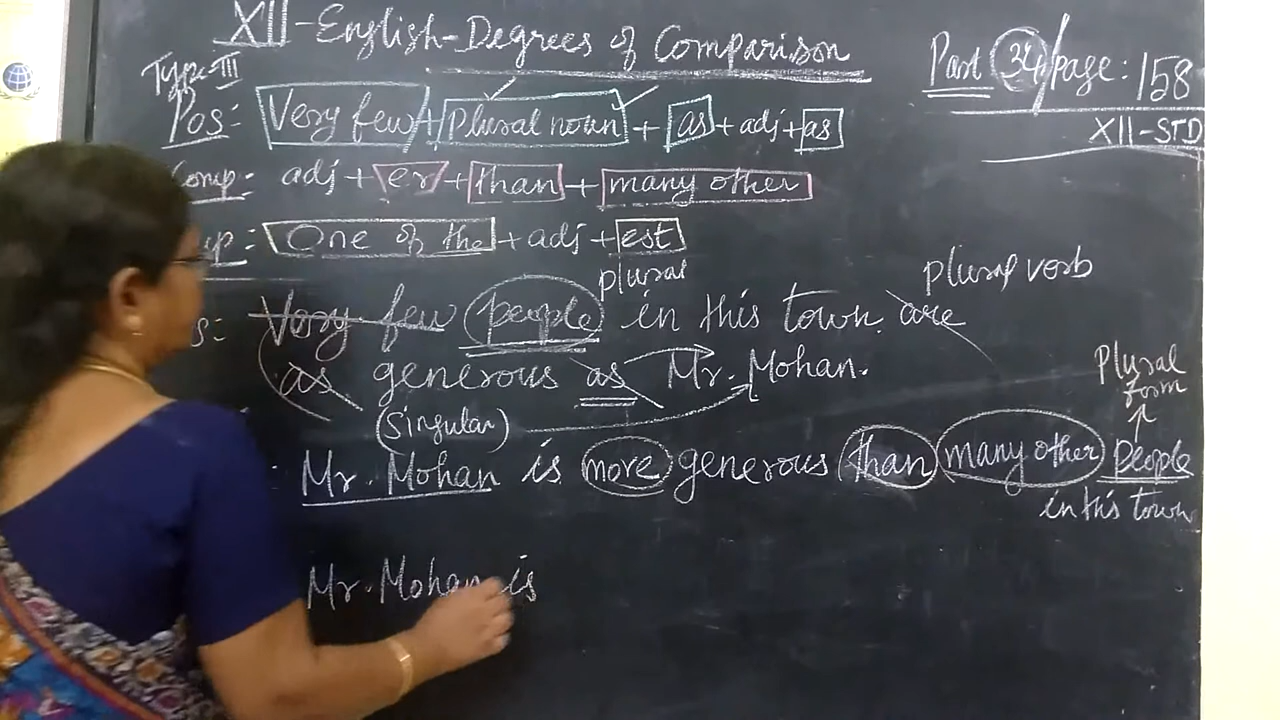 XII-English-Degrees of Comparison
Part 34/page: 158
XII-STD
Type-III
Pos: Very few + Plural noun + as + adj + as
Comp: adj + er + than + many other
up: One of the + adj + est
plural
plural verb
s: Very few people in this town are
as generous as Mr. Mohan.
Plural
form
(Singular)
: Mr. Mohan is more generous than many other people
in this town
Mr. Mohan is